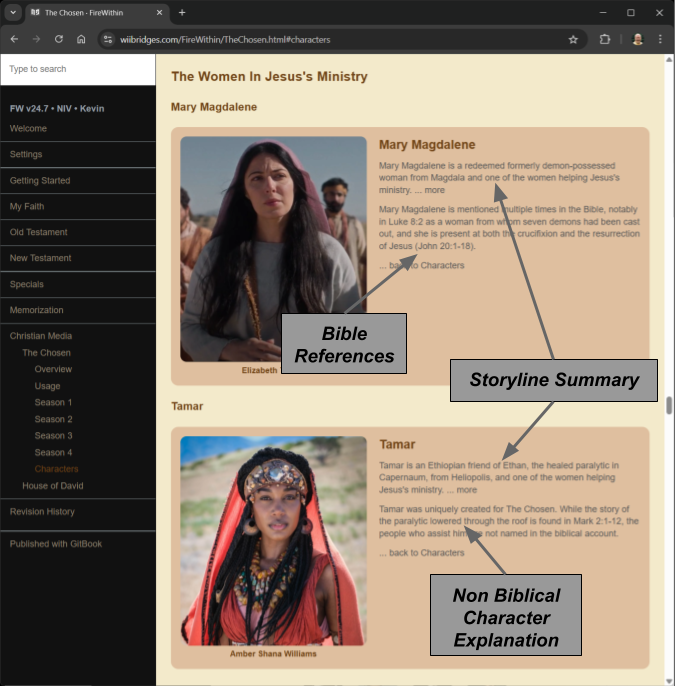 The Chosen · FireWithin
wiibridges.com/FireWithin/TheChosen.html#characters
Type to search
FW v24.7 • NIV • Kevin
Welcome
Settings
Getting Started
My Faith
Old Testament
New Testament
Specials
Memorization
Christian Media
The Chosen
Overview
Usage
Season 1
Season 2
Season 3
Season 4
Characters
House of David
Revision History
Published with GitBook
The Women In Jesus's Ministry
Mary Magdalene
Mary Magdalene
Mary Magdalene is a redeemed formerly demon-possessed
woman from Magdala and one of the women helping Jesus's
ministry. ... more
Mary Magdalene is mentioned multiple times in the Bible, notably
in Luke 8:2 as a woman from whom seven demons had been cast
out, and she is present at both the crucifixion and the resurrection
of Jesus (John 20:1-18).
... back to Characters
Elizabeth
Bible
References
Storyline Summary
Tamar
Tamar
Tamar is an Ethiopian friend of Ethan, the healed paralytic in
Capernaum, from Heliopolis, and one of the women helping
Jesus's ministry. ... more
Tamar was uniquely created for The Chosen. While the story of
the paralytic lowered through the roof is found in Mark 2:1-12, the
people who assist him are not named in the biblical account.
... back to Characters
Amber Shana Williams
Non Biblical
Character
Explanation